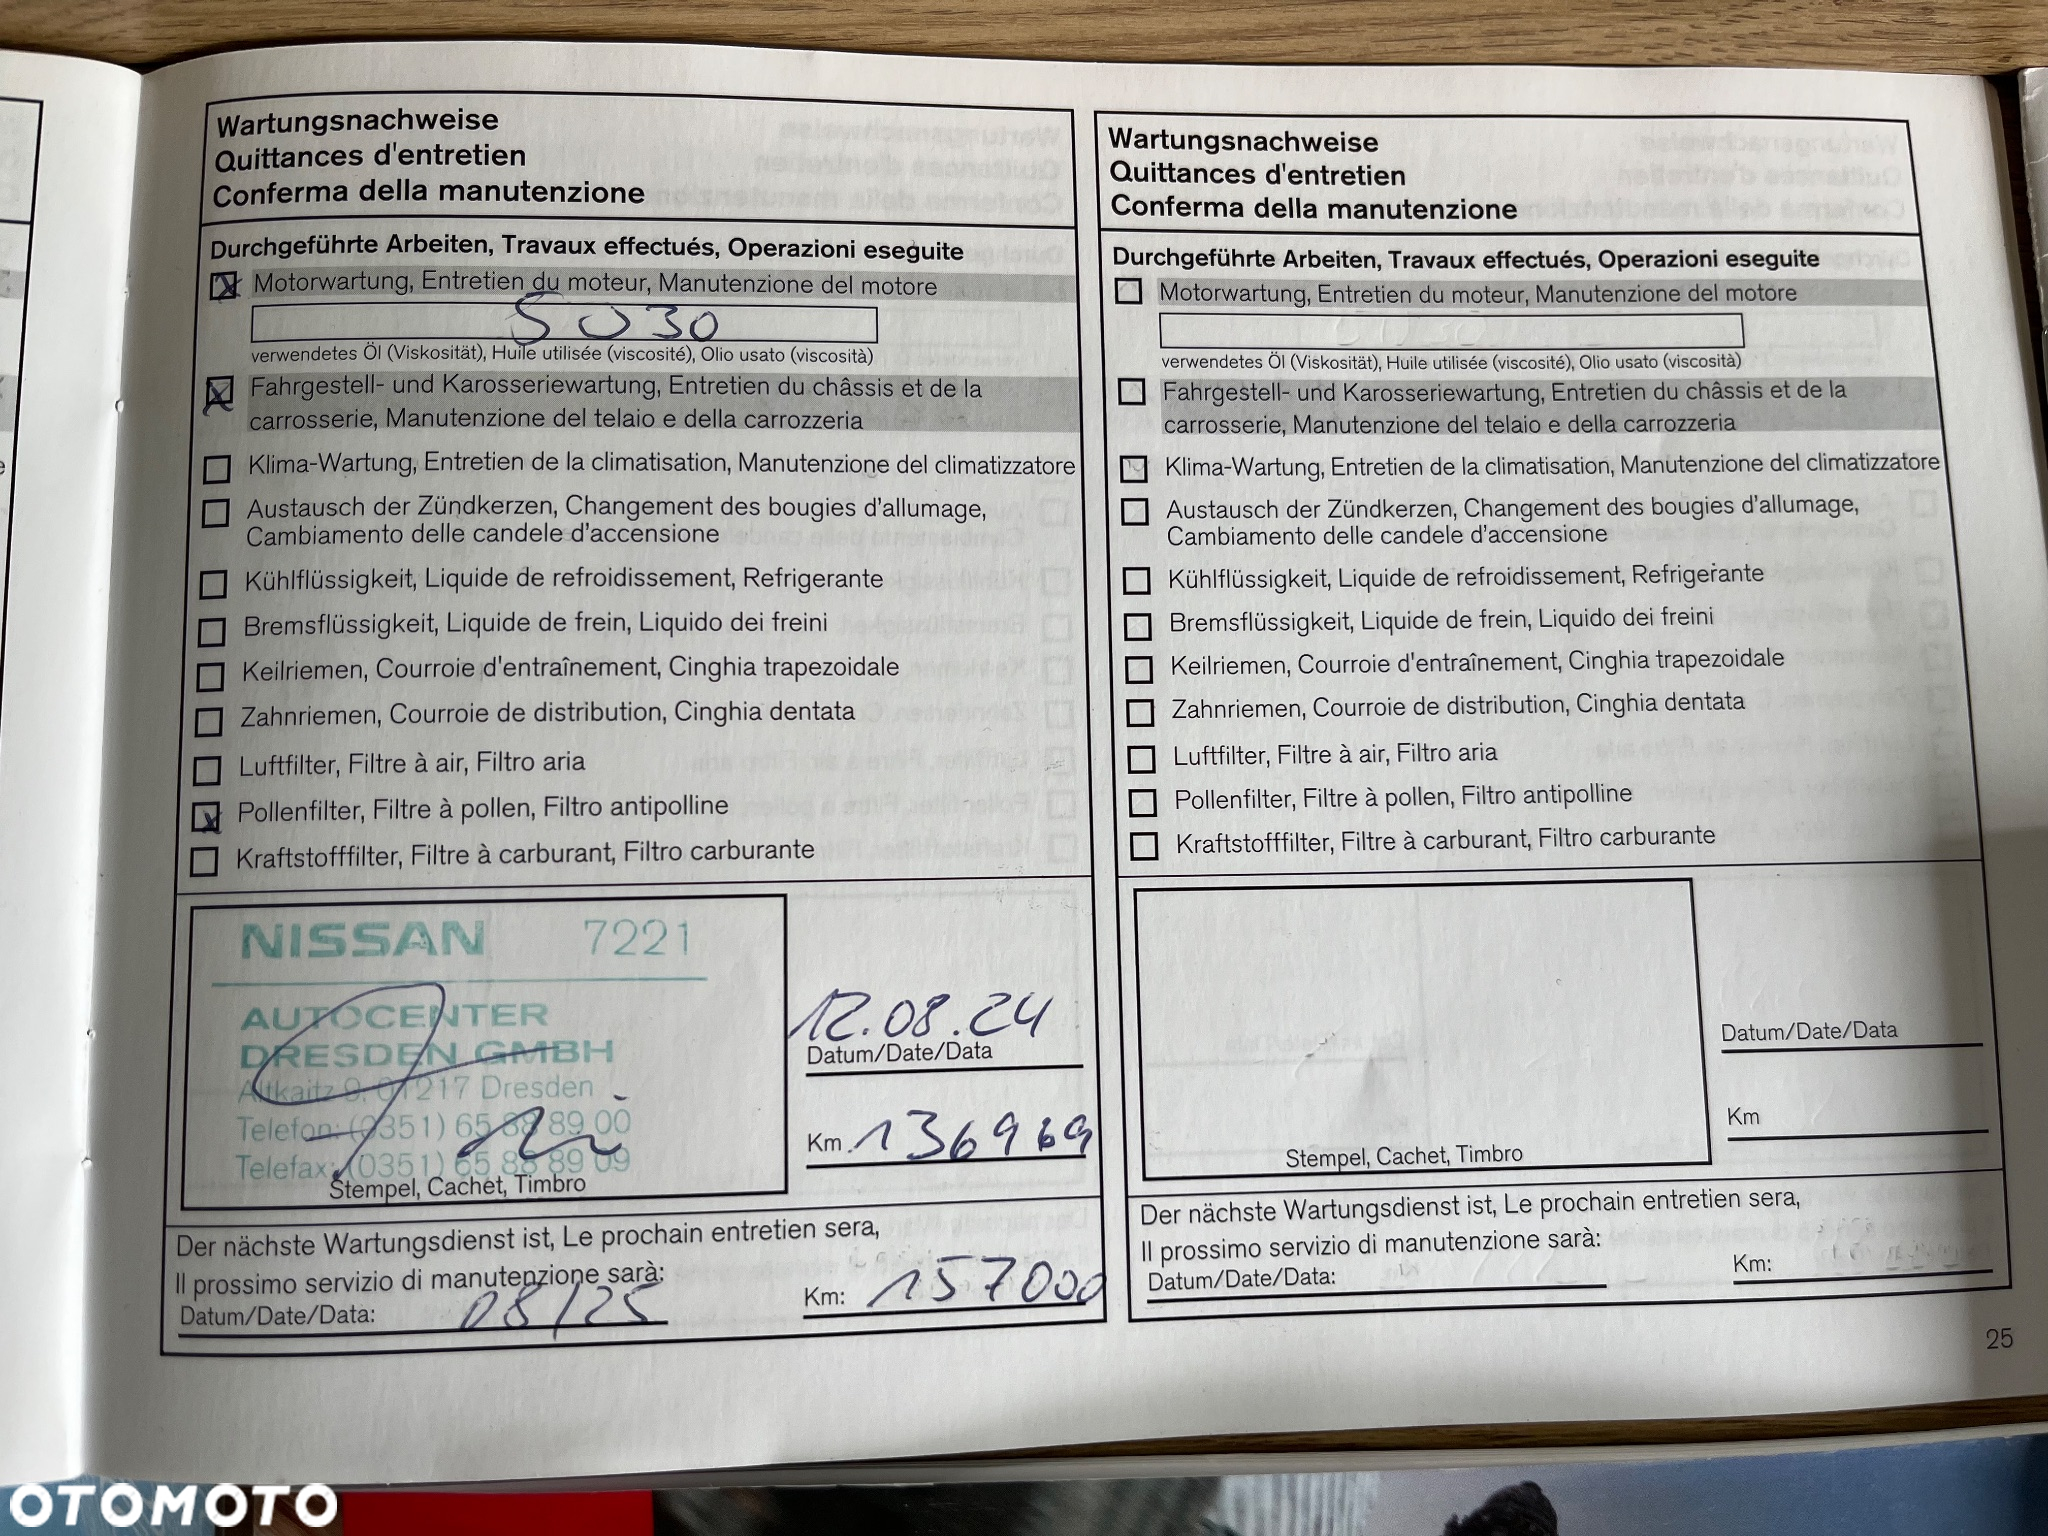 Wartungsnachweise
Quittances d'entretien
Conferma della manutenzione
Durchgeführte Arbeiten, Travaux effectués, Operazioni eseguite
Motorwartung, Entretien du moteur, Manutenzione del motore
5 0 30
verwendetes Öl (Viskosität), Huile utilisée (viscosité), Olio usato (viscosità)
Fahrgestell- und Karosseriewartung, Entretien du châssis et de la
carrosserie, Manutenzione del telaio e della carrozzeria
Klima-Wartung, Entretien de la climatisation, Manutenzione del climatizzatore
Austausch der Zündkerzen, Changement des bougies d'allumage,
Cambiamento delle candele d'accensione
Kühlflüssigkeit, Liquide de refroidissement, Refrigerante
Bremsflüssigkeit, Liquide de frein, Liquido dei freini
Keilriemen, Courroie d'entraînement, Cinghia trapezoidale
Zahnriemen, Courroie de distribution, Cinghia dentata
Luftfilter, Filtre à air, Filtro aria
Pollenfilter, Filtre à pollen, Filtro antipolline
Kraftstofffilter, Filtre à carburant, Filtro carburante
NISSAN 7221
AUTOCENTER
DRESDEN GMBH
Altkaitz 9, 01217 Dresden
Telefon: (0351) 65 88 89 00
Telefax: (0351) 65 88 89 09
Stempel, Cachet, Timbro
12.08.24
Datum/Date/Data
Km 136969
Der nächste Wartungsdienst ist, Le prochain entretien sera,
Il prossimo servizio di manutenzione sarà:
Datum/Date/Data: 08/25 Km: 157000
Wartungsnachweise
Quittances d'entretien
Conferma della manutenzione
Durchgeführte Arbeiten, Travaux effectués, Operazioni eseguite
Motorwartung, Entretien du moteur, Manutenzione del motore
verwendetes Öl (Viskosität), Huile utilisée (viscosité), Olio usato (viscosità)
Fahrgestell- und Karosseriewartung, Entretien du châssis et de la
carrosserie, Manutenzione del telaio e della carrozzeria
Klima-Wartung, Entretien de la climatisation, Manutenzione del climatizzatore
Austausch der Zündkerzen, Changement des bougies d'allumage,
Cambiamento delle candele d'accensione
Kühlflüssigkeit, Liquide de refroidissement, Refrigerante
Bremsflüssigkeit, Liquide de frein, Liquido dei freini
Keilriemen, Courroie d'entraînement, Cinghia trapezoidale
Zahnriemen, Courroie de distribution, Cinghia dentata
Luftfilter, Filtre à air, Filtro aria
Pollenfilter, Filtre à pollen, Filtro antipolline
Kraftstofffilter, Filtre à carburant, Filtro carburante
Stempel, Cachet, Timbro
Datum/Date/Data
Km
Der nächste Wartungsdienst ist, Le prochain entretien sera,
Il prossimo servizio di manutenzione sarà:
Datum/Date/Data: Km:
25
OTOMOTO